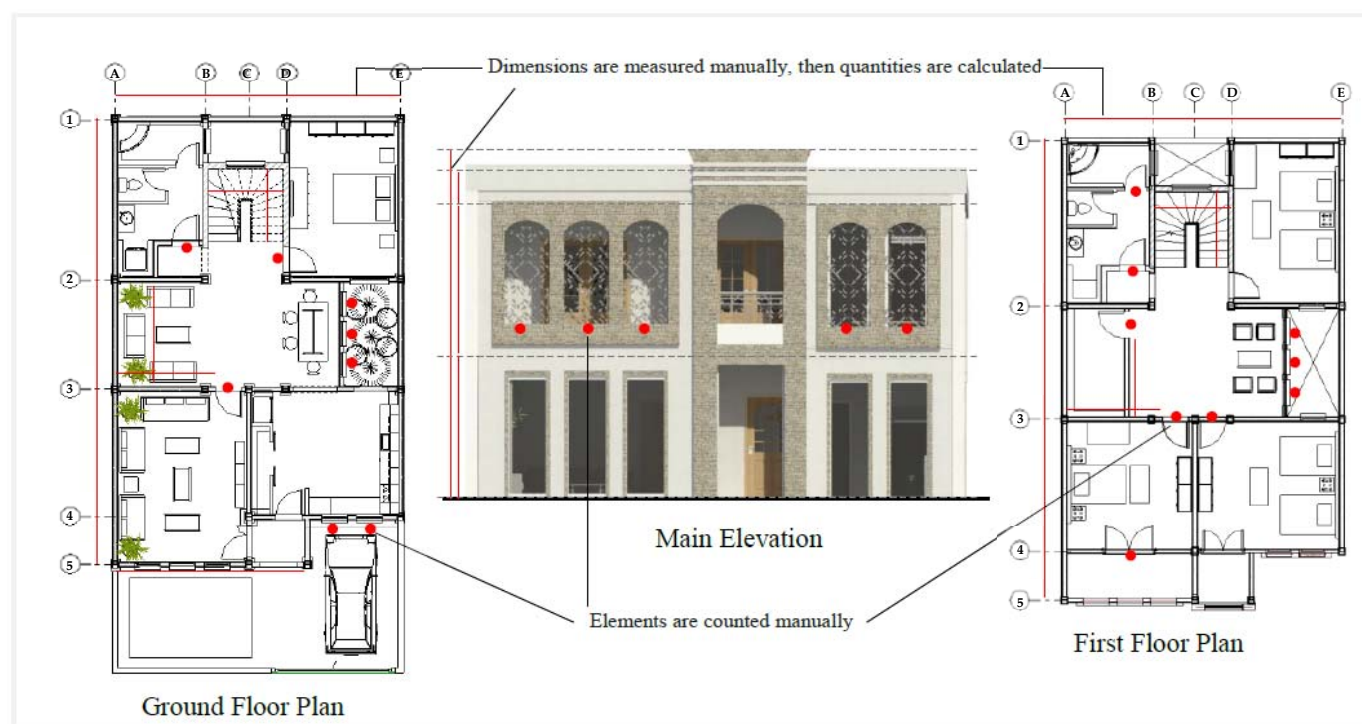 Dimensions are measured manually, then quantities are calculated
A B C D E
1
2
3
4
5
A B C D E
1
2
3
4
5
Main Elevation
Elements are counted manually
First Floor Plan
Ground Floor Plan